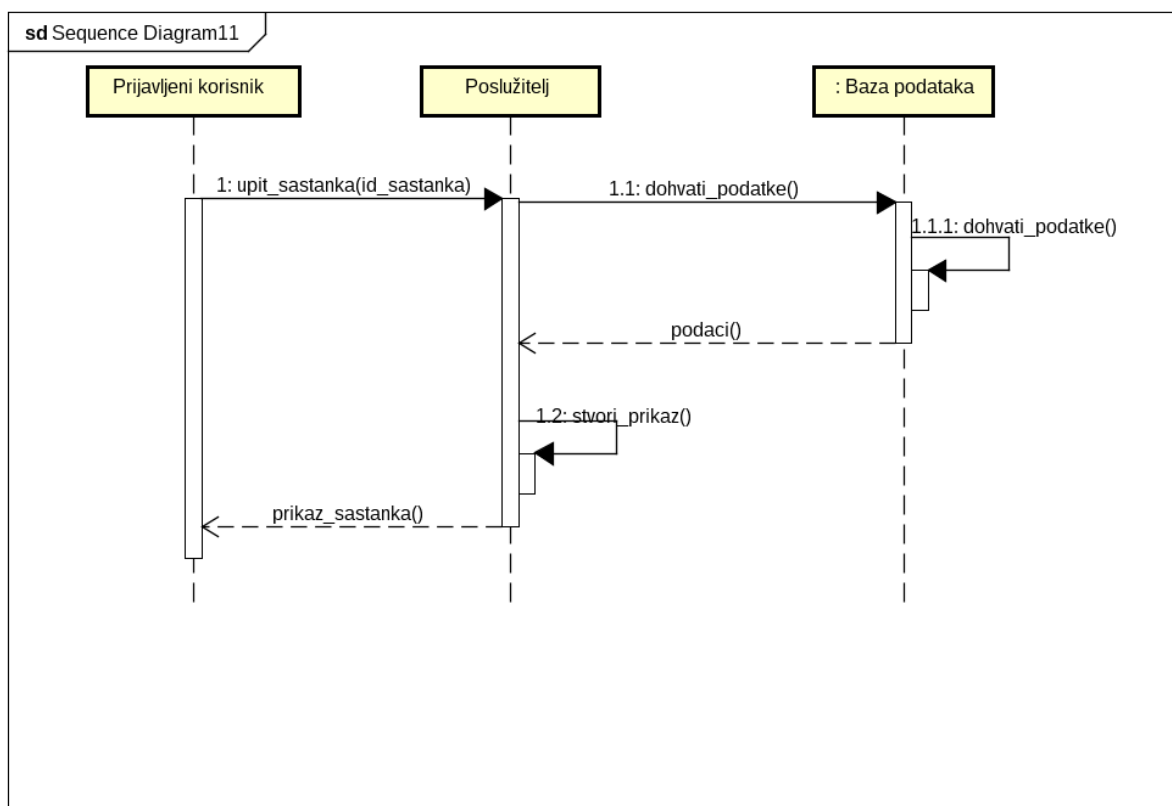 sd Sequence Diagram11
Prijavljeni korisnik
Poslužitelj
: Baza podataka
1: upit_sastanka(id_sastanka)
1.1: dohvati_podatke()
1.1.1: dohvati_podatke()
podaci()
1.2: stvori_prikaz()
prikaz_sastanka()